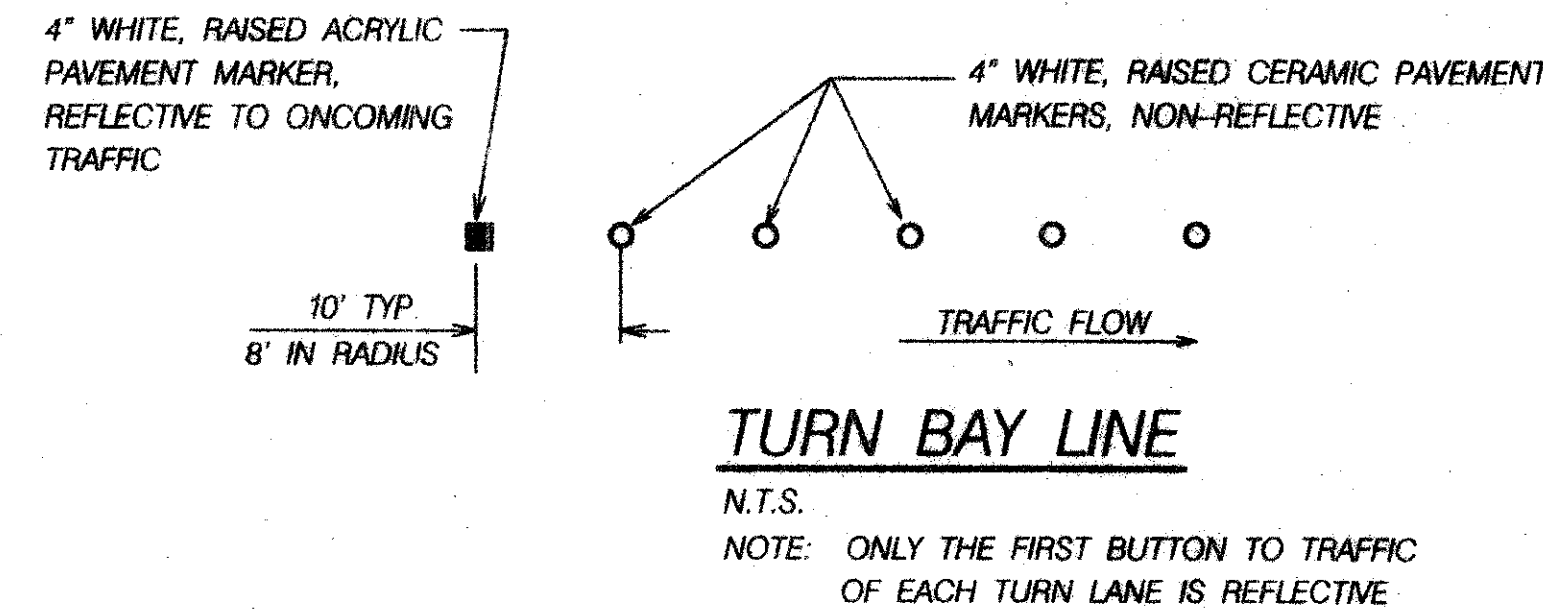 4" WHITE, RAISED ACRYLIC
PAVEMENT MARKER,
REFLECTIVE TO ONCOMING
TRAFFIC
4" WHITE, RAISED CERAMIC PAVEMENT
MARKERS, NON-REFLECTIVE
10' TYP.
8' IN RADIUS
TRAFFIC FLOW
TURN BAY LINE
N.T.S.
NOTE: ONLY THE FIRST BUTTON TO TRAFFIC
OF EACH TURN LANE IS REFLECTIVE